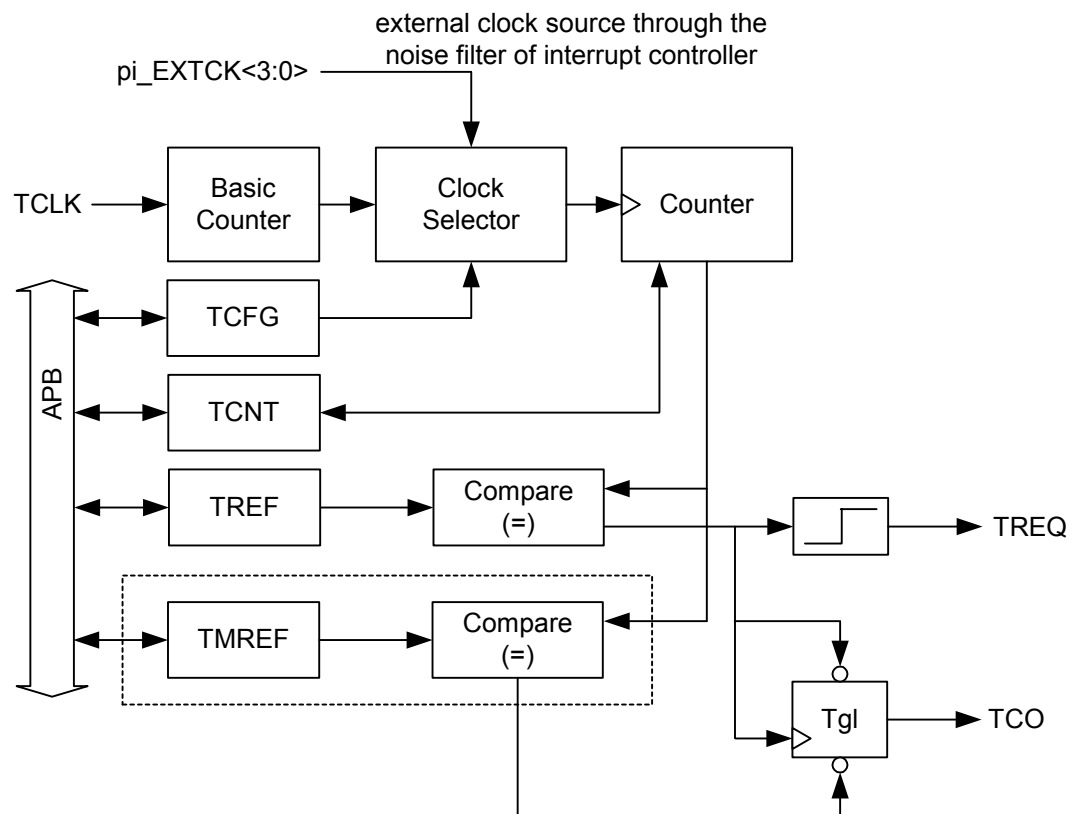 external clock source through the
noise filter of interrupt controller
pi_EXTCK<3:0>
TCLK
Basic
Counter
Clock
Selector
Counter
APB
TCFG
TCNT
TREF
Compare
(=)
TREQ
TMREF
Compare
(=)
Tgl
TCO